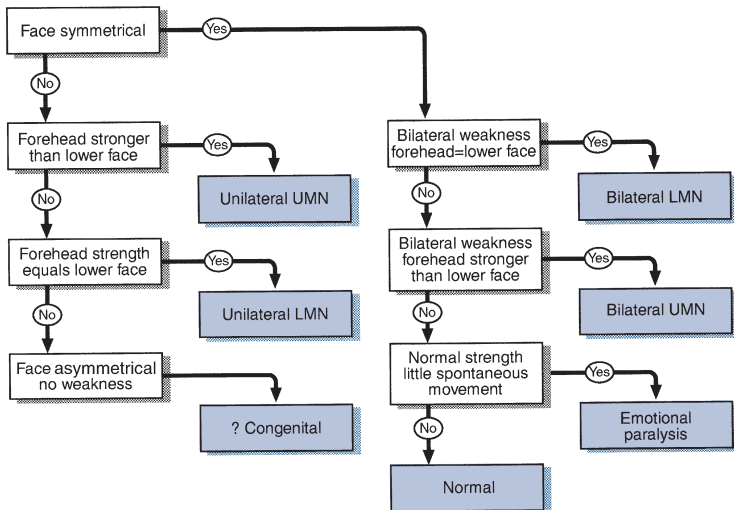 Face symmetrical
Yes
No
Forehead stronger
than lower face
Yes
Unilateral UMN
No
Forehead strength
equals lower face
Yes
Unilateral LMN
No
Face asymmetrical
no weakness
? Congenital
Bilateral weakness
forehead=lower face
Yes
Bilateral LMN
No
Bilateral weakness
forehead stronger
than lower face
Yes
Bilateral UMN
No
Normal strength
little spontaneous
movement
Yes
Emotional
paralysis
No
Normal